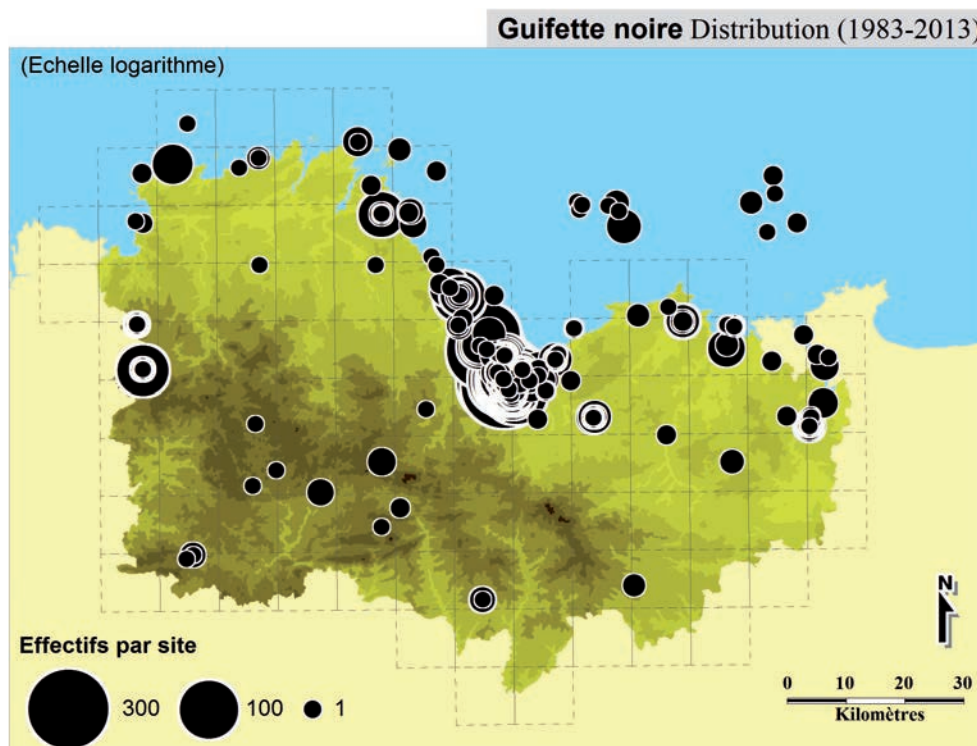 Guifette noire Distribution (1983-2013)
(Echelle logarithme)
N
Effectifs par site
300 100 1
0 10 20 30
Kilomètres